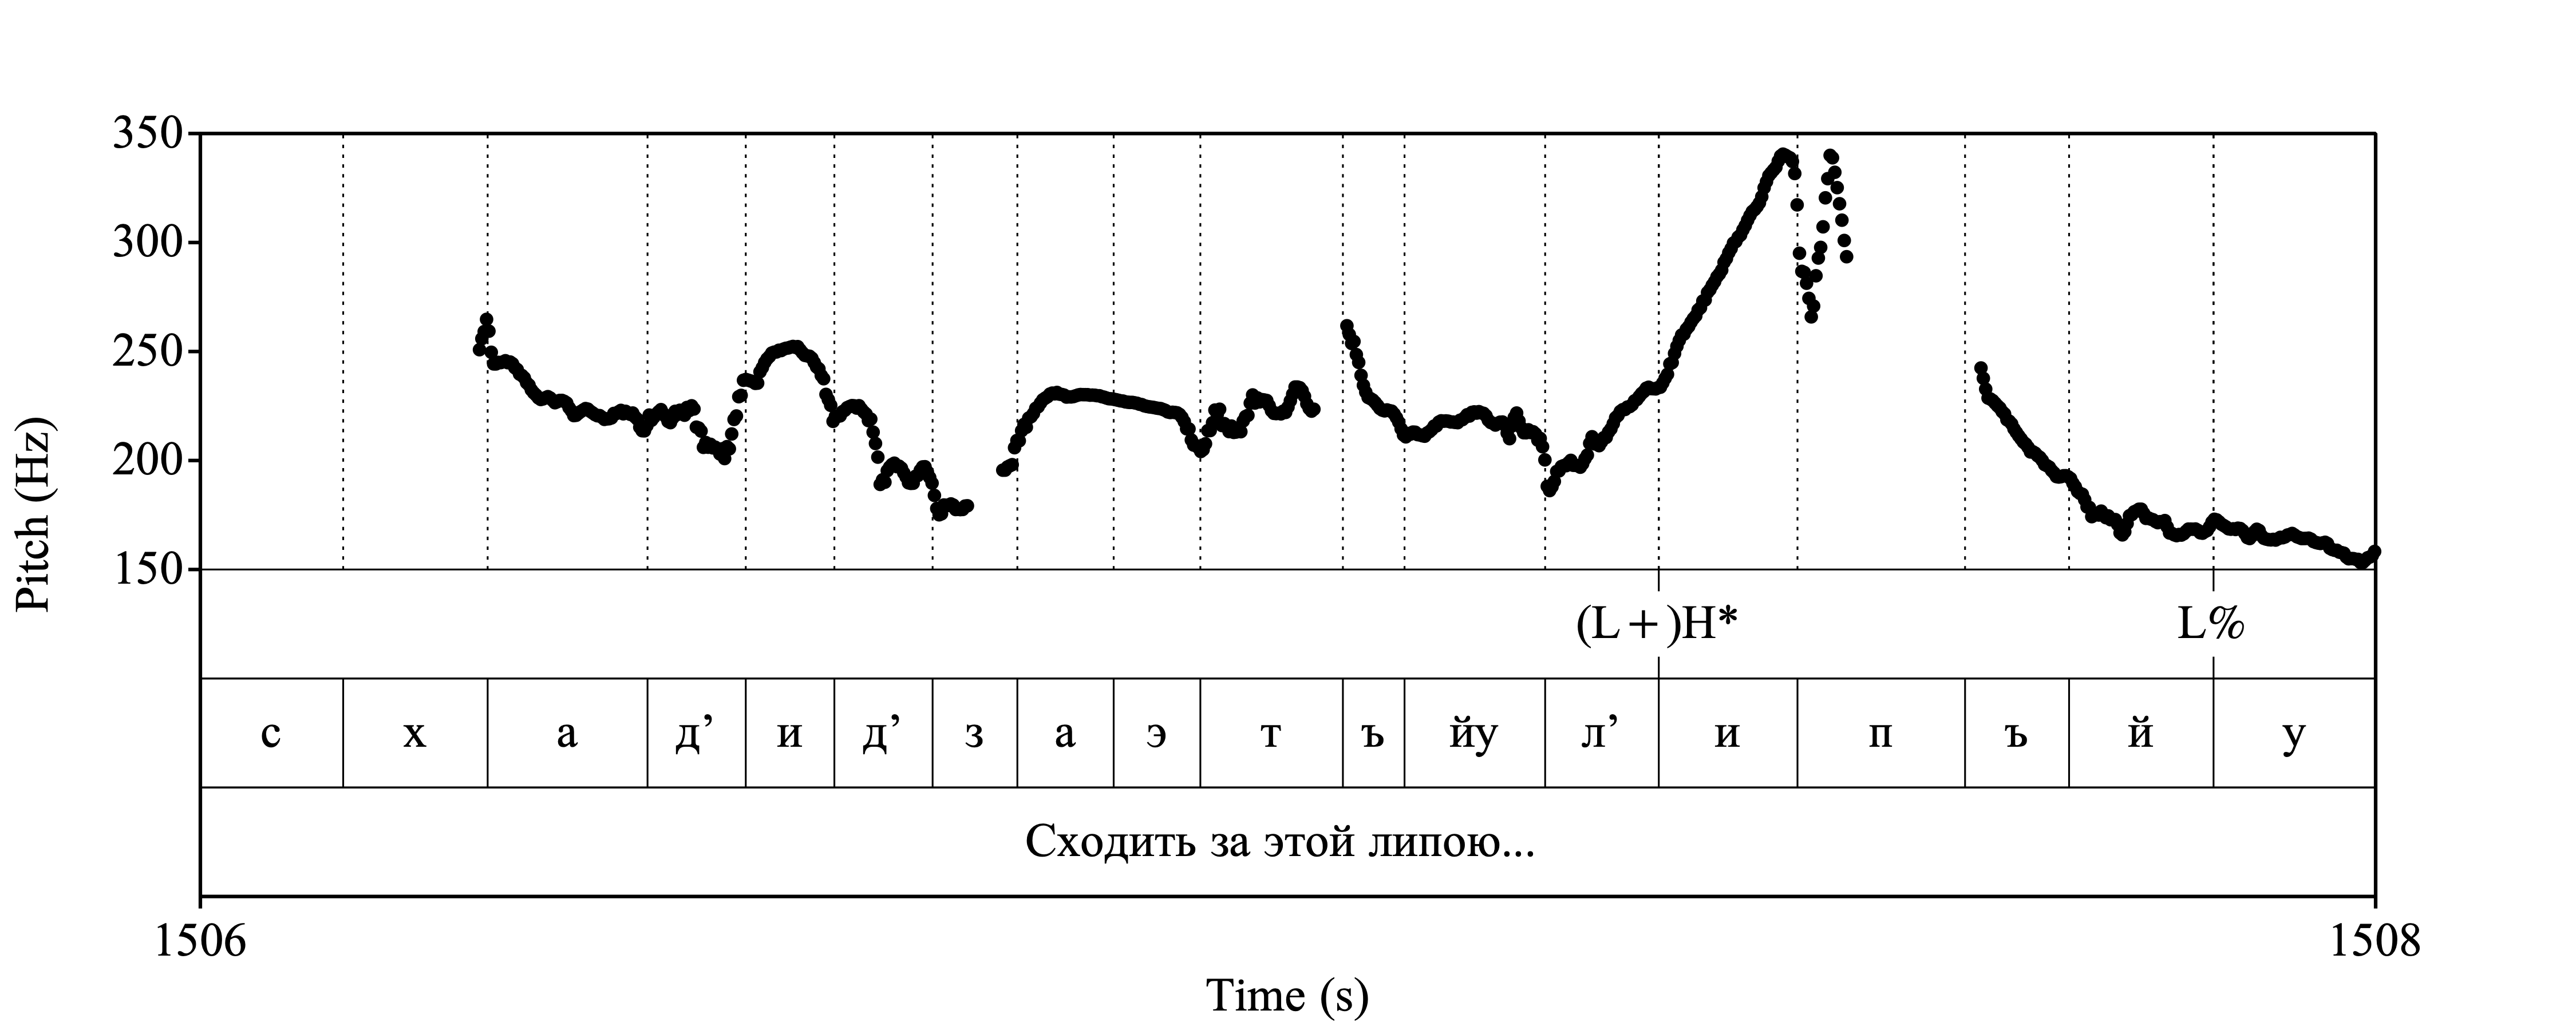 350
300
250
200
150
Pitch (Hz)
(L+)H* L%
с х а д’ и д’ з а э т ъ йу л’ и п ъ й у
Сходить за этой липою...
1506 1508
Time (s)